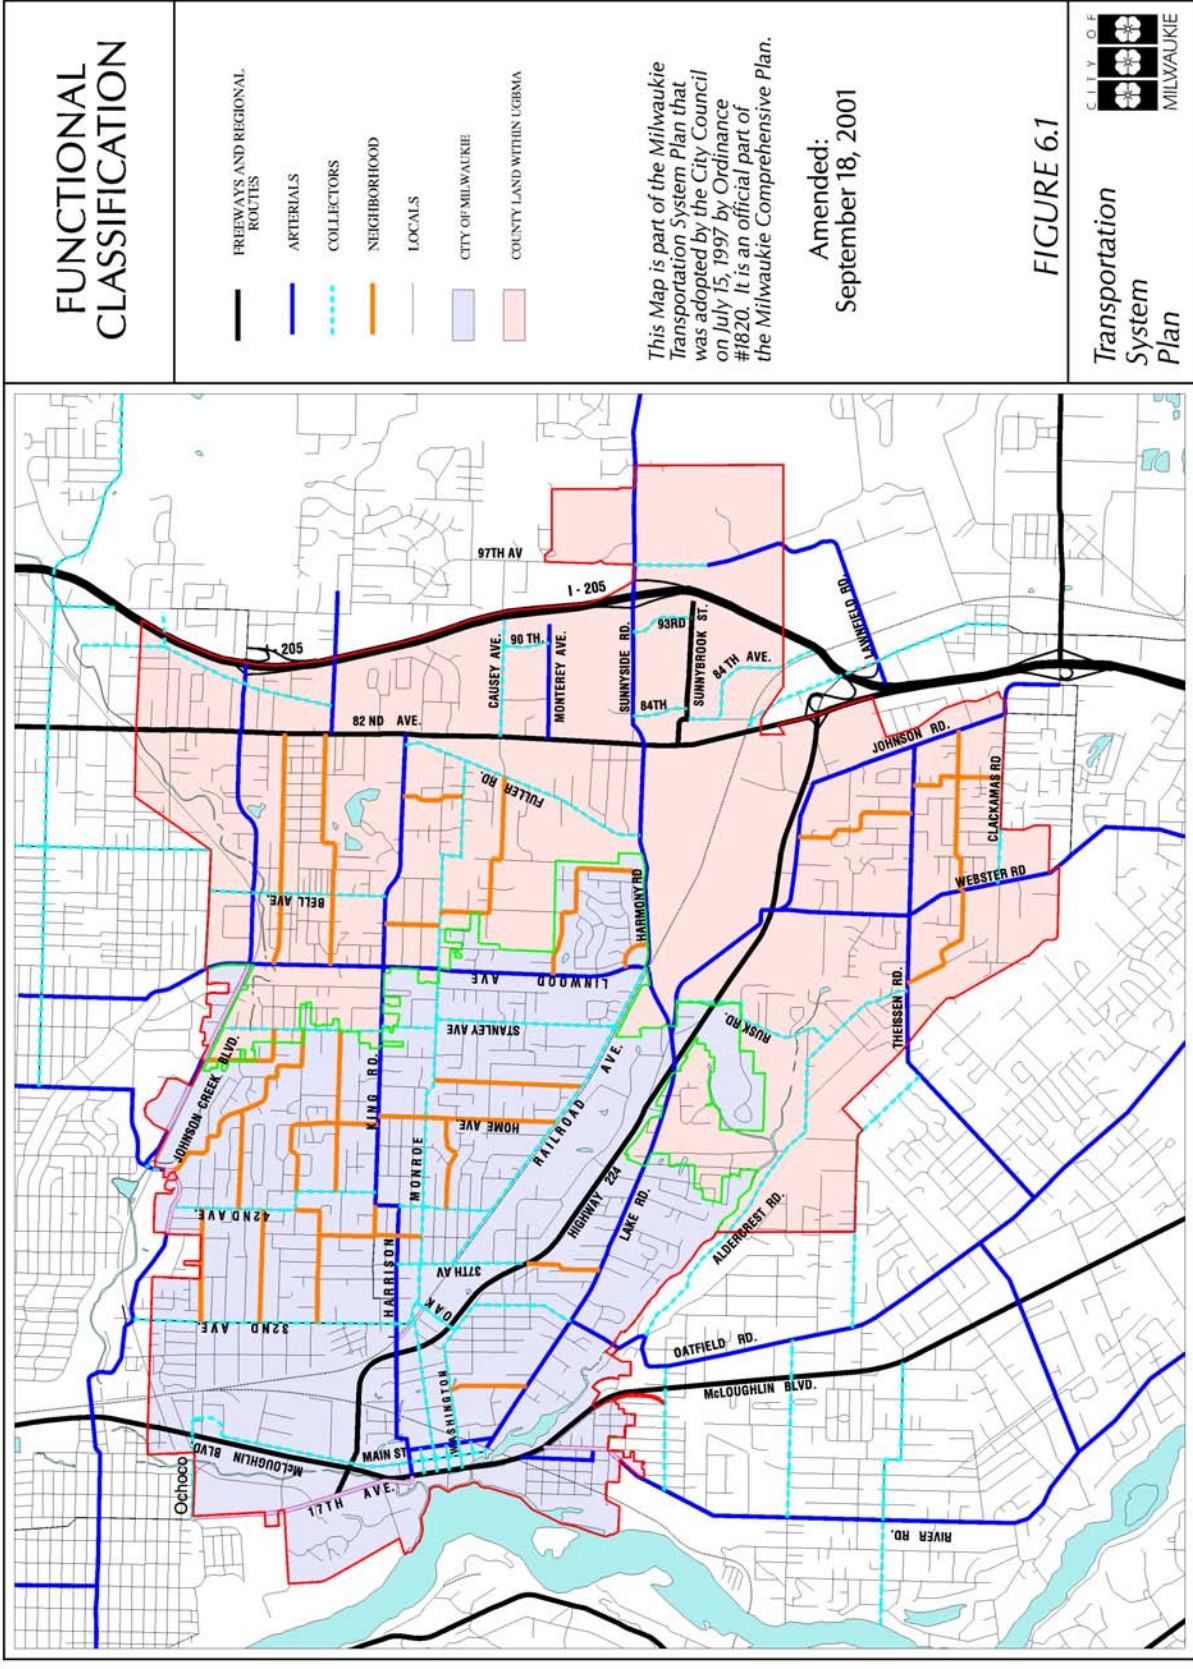 FUNCTIONAL
CLASSIFICATION
FREEWAYS AND REGIONAL
ROUTES
ARTERIALS
COLLECTORS
NEIGHBORHOOD
LOCALS
CITY OF MILWAUKIE
COUNTY LAND WITHIN UGBMA
This Map is part of the Milwaukie
Transportation System Plan that
was adopted by the City Council
on July 15, 1997 by Ordinance
#1820. It is an official part of
the Milwaukie Comprehensive Plan.
Amended:
September 18, 2001
FIGURE 6.1
Transportation
System
Plan
CITY OF
MILWAUKIE
97TH AV
I - 205
I - 205
CAUSEY AVE.
90 TH.
MONTEREY AVE.
SUNNYSIDE RD.
93RD
SUNNYBROOK ST.
84TH
84 TH AVE.
82 ND AVE.
JOHNSON RD.
CLACKAMAS RD
FULLER RD.
BELL AVE.
HARMONY RD
WEBSTER RD
LINWOOD AVE
STANLEY AVE
RUSK RD.
THEISSEN RD.
JOHNSON CREEK BLVD.
KING RD.
HOME AVE
RAILROAD AVE.
MONROE
HIGHWAY 224
LAKE RD.
42ND AVE.
ALDERCREST RD.
HARRISON
37TH AV
OAK
32ND AVE
OATFIELD RD.
McLOUGHLIN BLVD.
WASHINGTON
MAIN ST
McLOUGHLIN BLVD
Ochoco
17TH AVE.
RIVER RD.